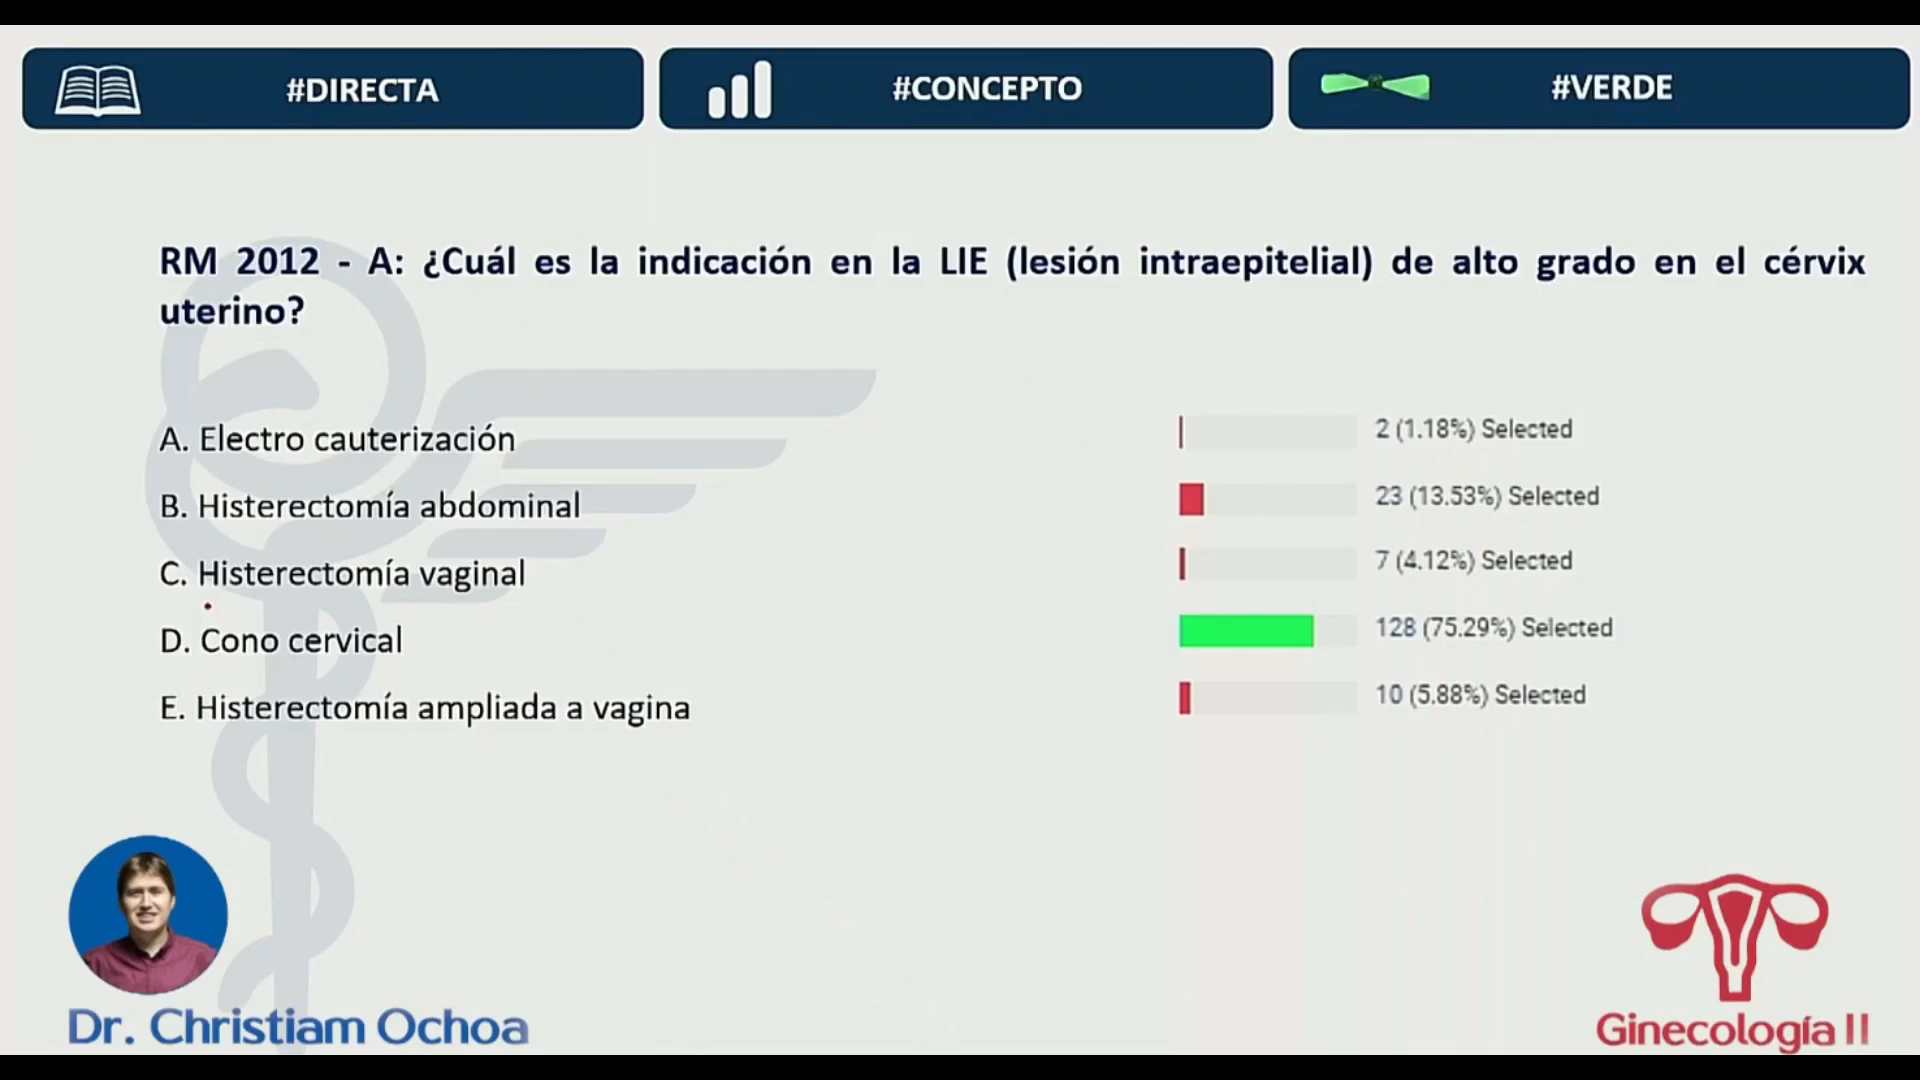 #DIRECTA
#CONCEPTO
#VERDE
RM 2012 - A: ¿Cuál es la indicación en la LIE (lesión intraepitelial) de alto grado en el cérvix
uterino?
A. Electro cauterización
2 (1.18%) Selected
B. Histerectomía abdominal
23 (13.53%) Selected
C. Histerectomía vaginal
7 (4.12%) Selected
D. Cono cervical
128 (75.29%) Selected
E. Histerectomía ampliada a vagina
10 (5.88%) Selected
Dr. Christiam Ochoa
Ginecología II